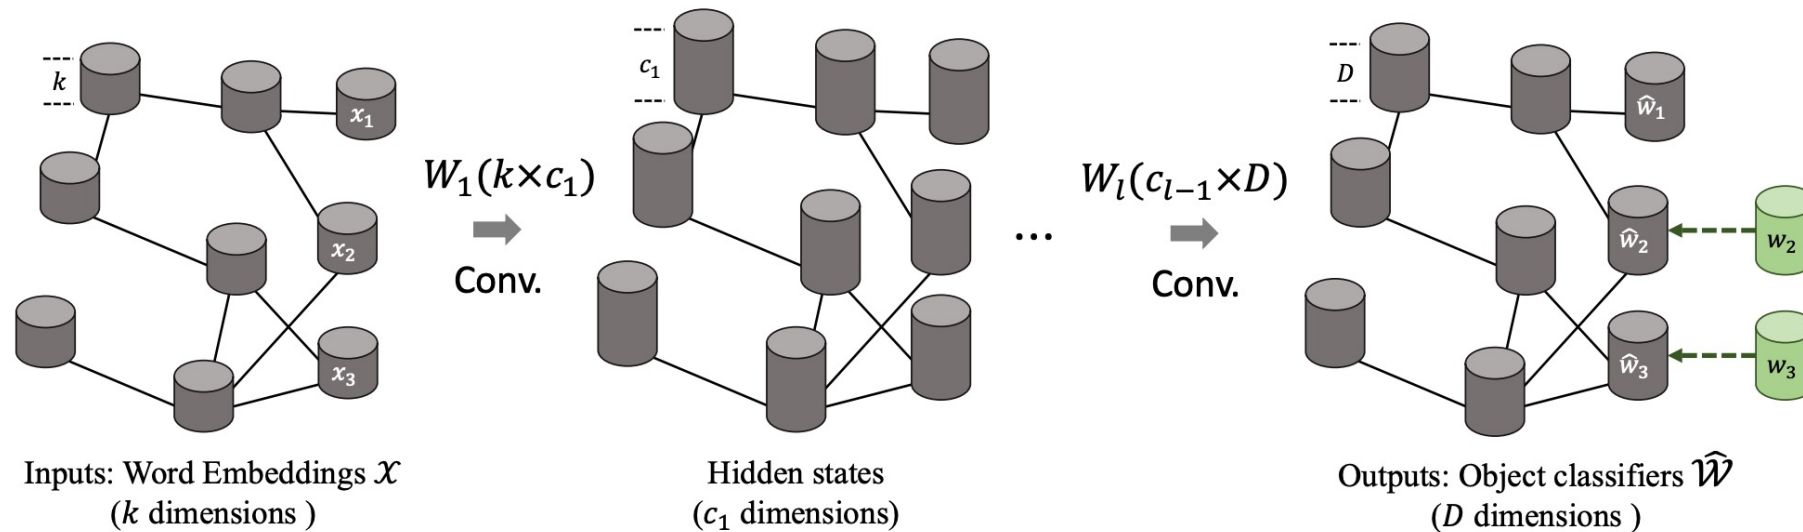 k
x₁
x₂
x₃
Inputs: Word Embeddings 𝒳
(k dimensions )
W₁(k×c₁)
Conv.
c₁
Hidden states
(c₁ dimensions)
...
Wₗ(cₗ₋₁×D)
Conv.
D
ŵ₁
ŵ₂
w₂
ŵ₃
w₃
Outputs: Object classifiers 𝒲̂
(D dimensions )